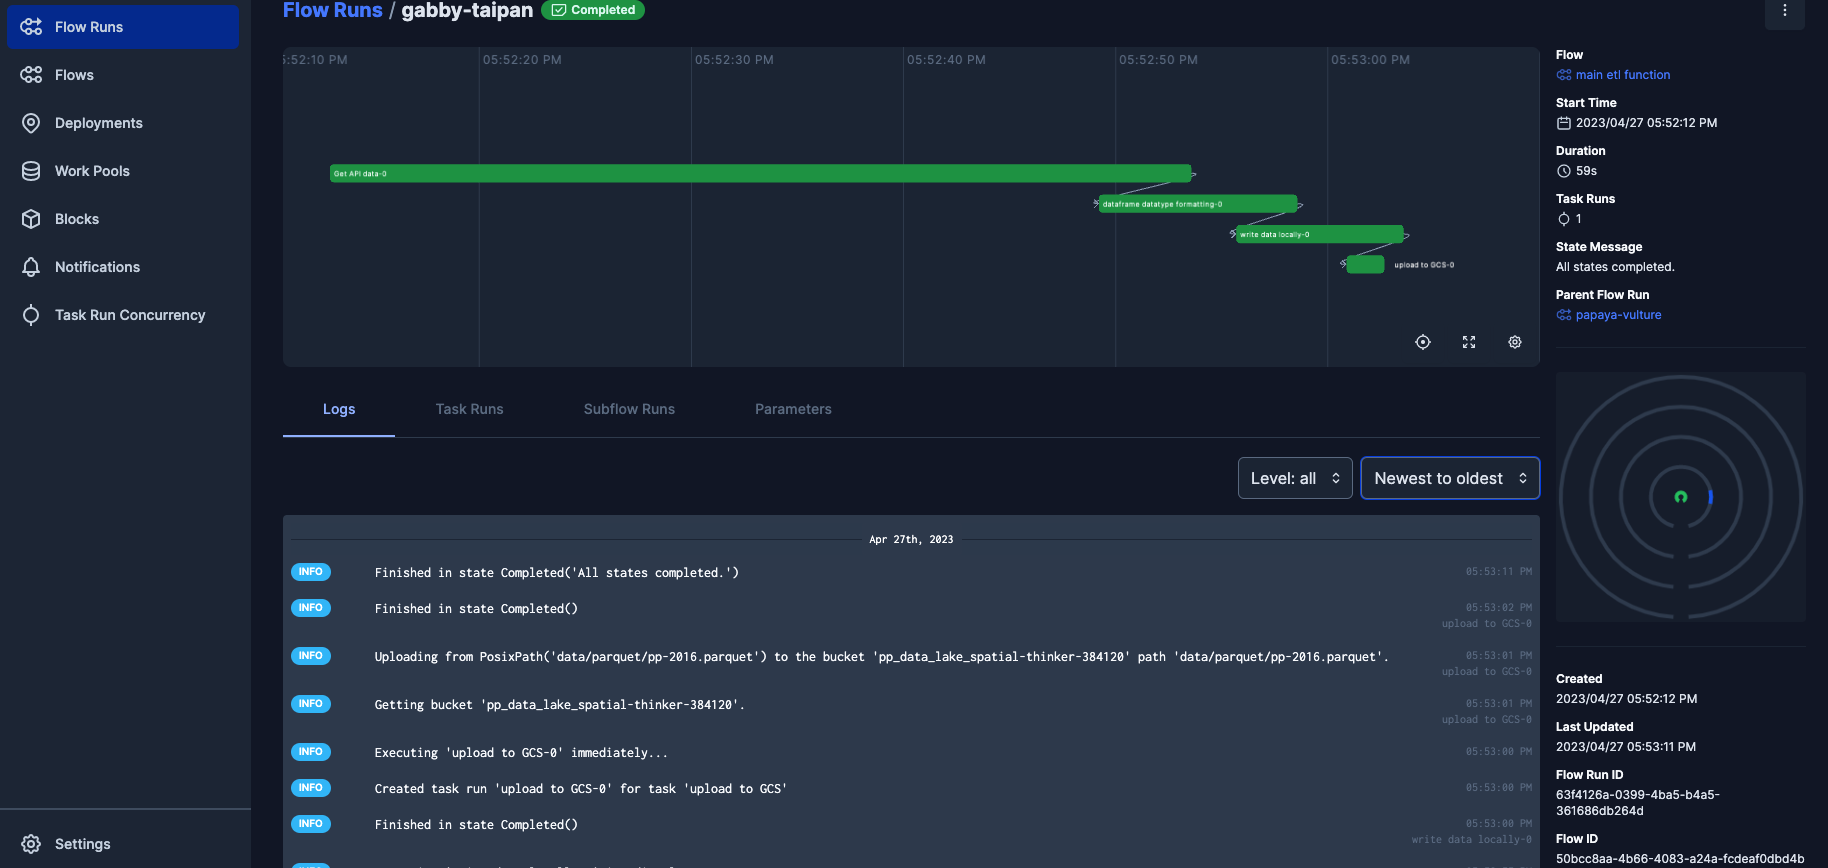 Flow Runs
Flows
Deployments
Work Pools
Blocks
Notifications
Task Run Concurrency
Settings
Flow Runs / gabby-taipan Completed
5:52:10 PM 05:52:20 PM 05:52:30 PM 05:52:40 PM 05:52:50 PM 05:53:00 PM
Get API data-0
dataframe datatype formatting-0
write data locally-0
upload to GCS-0
Logs Task Runs Subflow Runs Parameters
Level: all Newest to oldest
Apr 27th, 2023
INFO Finished in state Completed('All states completed.') 05:53:11 PM
INFO Finished in state Completed() 05:53:02 PM
upload to GCS-0
INFO Uploading from PosixPath('data/parquet/pp-2016.parquet') to the bucket 'pp_data_lake_spatial-thinker-384120' path 'data/parquet/pp-2016.parquet'. 05:53:01 PM
upload to GCS-0
INFO Getting bucket 'pp_data_lake_spatial-thinker-384120'. 05:53:01 PM
upload to GCS-0
INFO Executing 'upload to GCS-0' immediately... 05:53:00 PM
INFO Created task run 'upload to GCS-0' for task 'upload to GCS' 05:53:00 PM
INFO Finished in state Completed() 05:53:00 PM
write data locally-0
Flow
main etl function
Start Time
2023/04/27 05:52:12 PM
Duration
59s
Task Runs
1
State Message
All states completed.
Parent Flow Run
papaya-vulture
Created
2023/04/27 05:52:12 PM
Last Updated
2023/04/27 05:53:11 PM
Flow Run ID
63f4126a-0399-4ba5-b4a5-
361686db264d
Flow ID
50bcc8aa-4b66-4083-a24a-fcdeaf0dbd4b